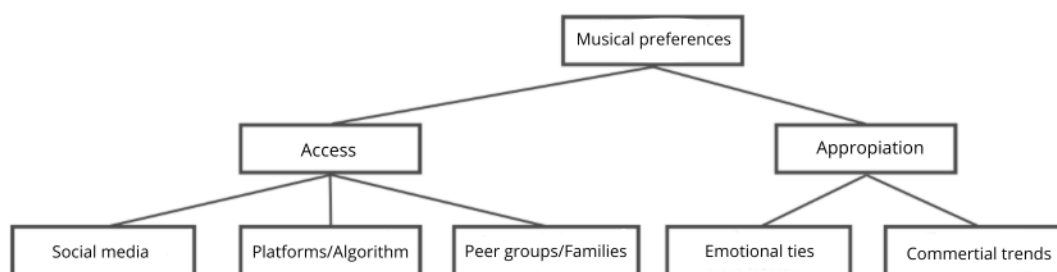 Musical preferences
Access
Appropiation
Social media
Platforms/Algorithm
Peer groups/Families
Emotional ties
Commertial trends